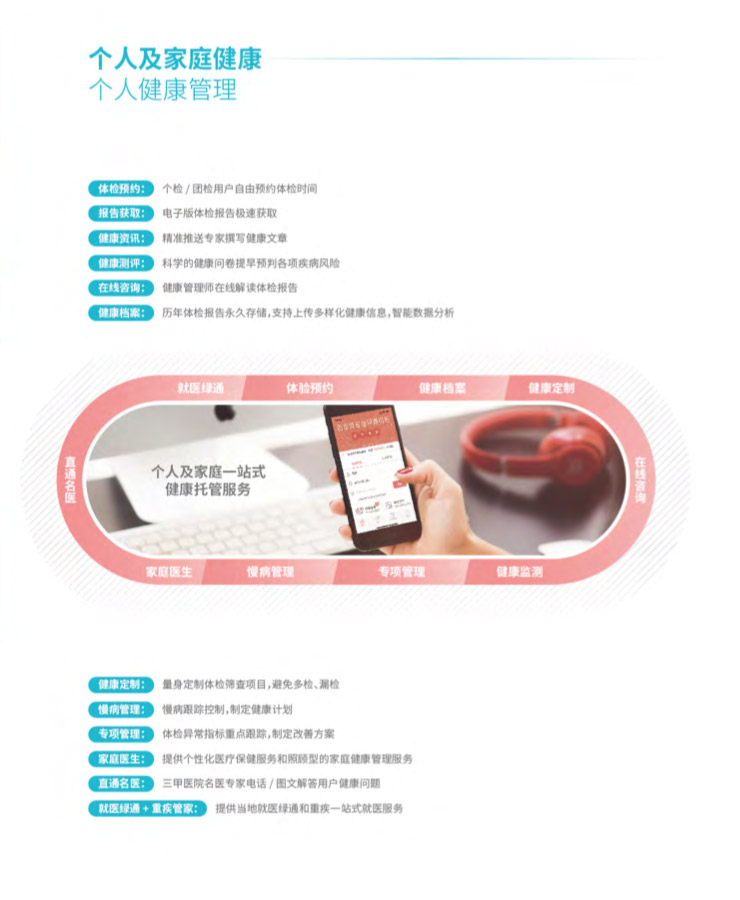 个人及家庭健康
个人健康管理
体检预约： 个检 / 团检用户自由预约体检时间
报告获取： 电子版体检报告极速获取
健康资讯： 精准推送专家撰写健康文章
健康测评： 科学的健康问卷提早预判各项疾病风险
在线咨询： 健康管理师在线解读体检报告
健康档案： 历年体检报告永久存储,支持上传多样化健康信息,智能数据分析
就医绿通 体验预约 健康档案 健康定制
直通名医
个人及家庭一站式
健康托管服务
在线咨询
家庭医生 慢病管理 专项管理 健康监测
健康定制： 量身定制体检筛查项目,避免多检、漏检
慢病管理： 慢病跟踪控制,制定健康计划
专项管理： 体检异常指标重点跟踪,制定改善方案
家庭医生： 提供个性化医疗保健服务和照顾型的家庭健康管理服务
直通名医： 三甲医院名医专家电话 / 图文解答用户健康问题
就医绿通 + 重疾管家： 提供当地就医绿通和重疾一站式就医服务